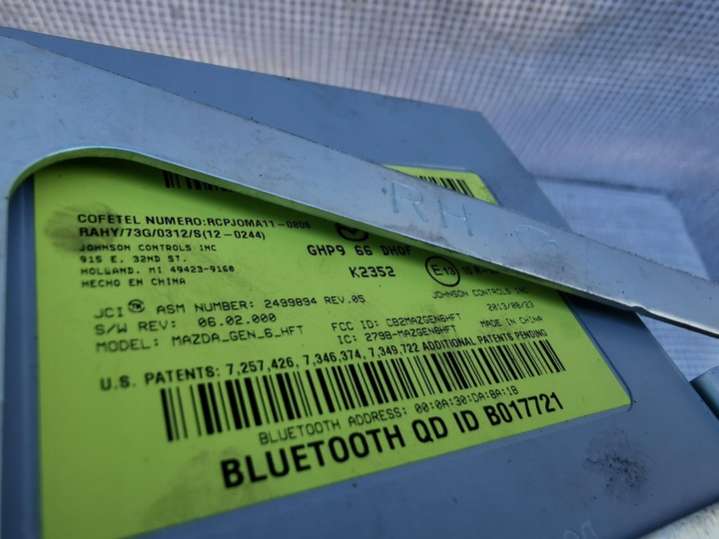 RH
COFETEL NUMERO:RCPJOMA11-0806
RAHY/73G/0312/S(12-0244)
JOHNSON CONTROLS INC
915 E. 32ND ST.
HOLLAND, MI 49423-9160
HECHO EN CHINA
GHP9 66 DH0F
K2352
E13
JCI ASM NUMBER: 2499894 REV.05
S/W REV: 06.02.000
MODEL: MAZDA_GEN_6_HFT
FCC ID: CB2MAZGEN6HFT
IC: 279B-MAZGEN6HFT
JOHNSON CONTROLS INC
2013/08/23
MADE IN CHINA
U.S. PATENTS: 7,257,426, 7,346,374, 7,349,722 ADDITIONAL PATENTS PENDING
BLUETOOTH ADDRESS: 00:0A:30:DA:8A:1B
BLUETOOTH QD ID B017721